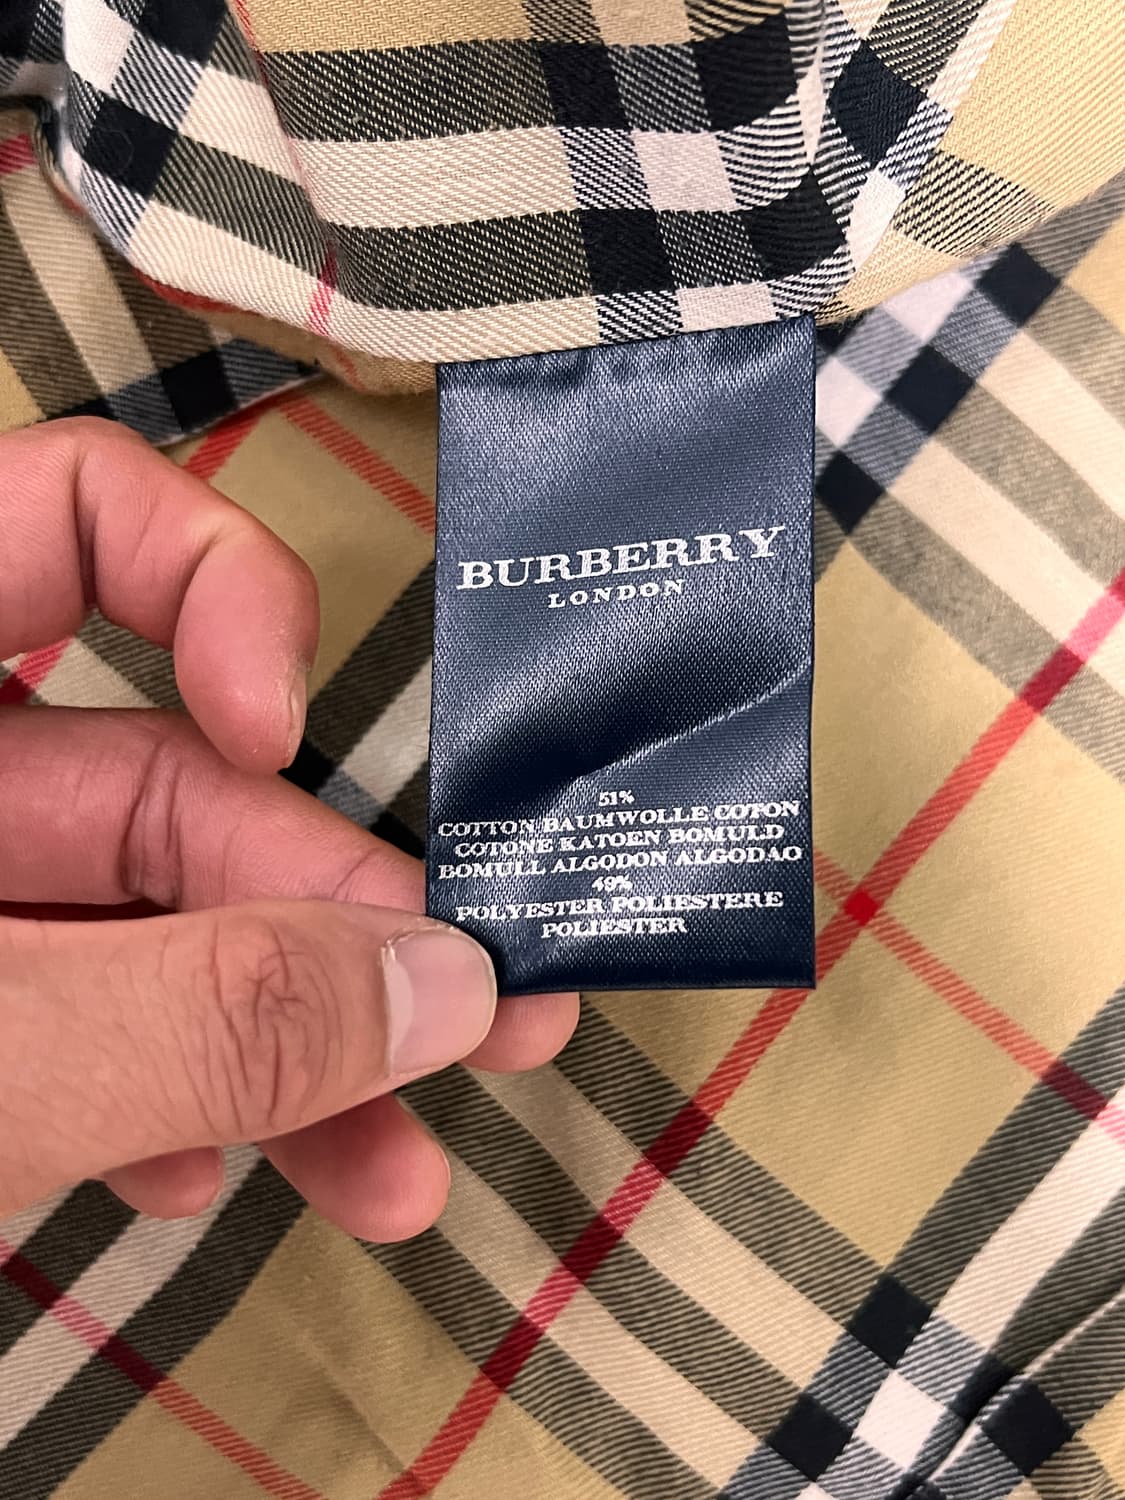 BURBERRY
LONDON
51%
COTTON BAUMWOLLE COTON
COTONE KATOEN BOMULD
BOMULL ALGODON ALGODAO
49%
POLYESTER POLIESTERE
POLIESTER